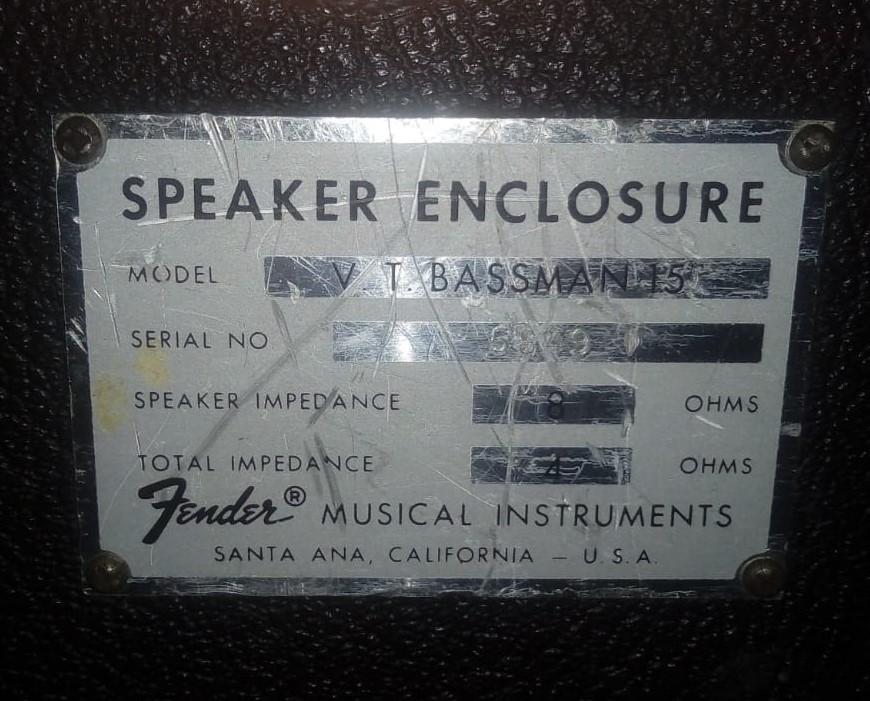 SPEAKER ENCLOSURE
MODEL V. T. BASSMAN 15
SERIAL NO
SPEAKER IMPEDANCE 8 OHMS
TOTAL IMPEDANCE 4 OHMS
Fender® MUSICAL INSTRUMENTS
SANTA ANA, CALIFORNIA – U.S.A.